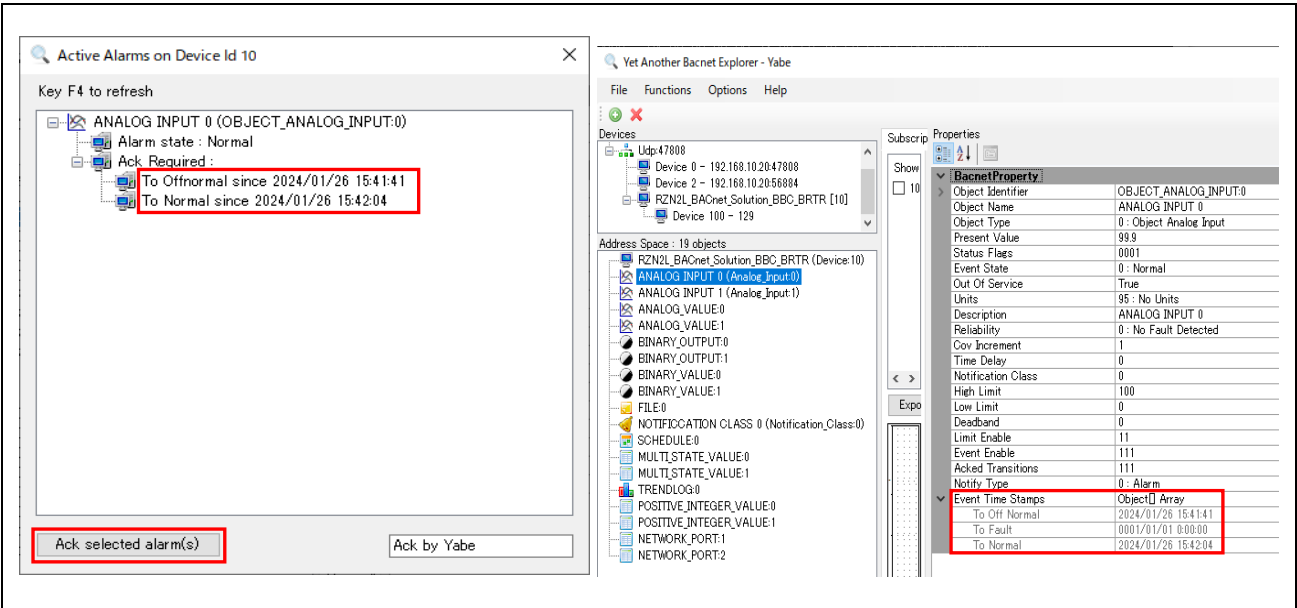 Active Alarms on Device Id 10
Key F4 to refresh
ANALOG INPUT 0 (OBJECT_ANALOG_INPUT:0)
Alarm state : Normal
Ack Required :
To Offnormal since 2024/01/26 15:41:41
To Normal since 2024/01/26 15:42:04
Ack selected alarm(s)
Ack by Yabe
Yet Another Bacnet Explorer - Yabe
File Functions Options Help
Devices
Udp:47808
Device 0 - 192.168.10.20:47808
Device 2 - 192.168.10.20:56884
RZN2L_BACnet_Solution_BBC_BRTR [10]
Device 100 - 129
Address Space : 19 objects
RZN2L_BACnet_Solution_BBC_BRTR (Device:10)
ANALOG INPUT 0 (Analog_Input:0)
ANALOG INPUT 1 (Analog_Input:1)
ANALOG_VALUE:0
ANALOG_VALUE:1
BINARY_OUTPUT:0
BINARY_OUTPUT:1
BINARY_VALUE:0
BINARY_VALUE:1
FILE:0
NOTIFICCATION CLASS 0 (Notification_Class:0)
SCHEDULE:0
MULTI_STATE_VALUE:0
MULTI_STATE_VALUE:1
TRENDLOG:0
POSITIVE_INTEGER_VALUE:0
POSITIVE_INTEGER_VALUE:1
NETWORK_PORT:1
NETWORK_PORT:2
Subscrip
Show
10
Expo
Properties
BacnetProperty
Object Identifier OBJECT_ANALOG_INPUT:0
Object Name ANALOG INPUT 0
Object Type 0 : Object Analog Input
Present Value 99.9
Status Flags 0001
Event State 0 : Normal
Out Of Service True
Units 95 : No Units
Description ANALOG INPUT 0
Reliability 0 : No Fault Detected
Cov Increment 1
Time Delay 0
Notification Class 0
High Limit 100
Low Limit 0
Deadband 0
Limit Enable 11
Event Enable 111
Acked Transitions 111
Notify Type 0 : Alarm
Event Time Stamps Object[] Array
To Off Normal 2024/01/26 15:41:41
To Fault 0001/01/01 0:00:00
To Normal 2024/01/26 15:42:04